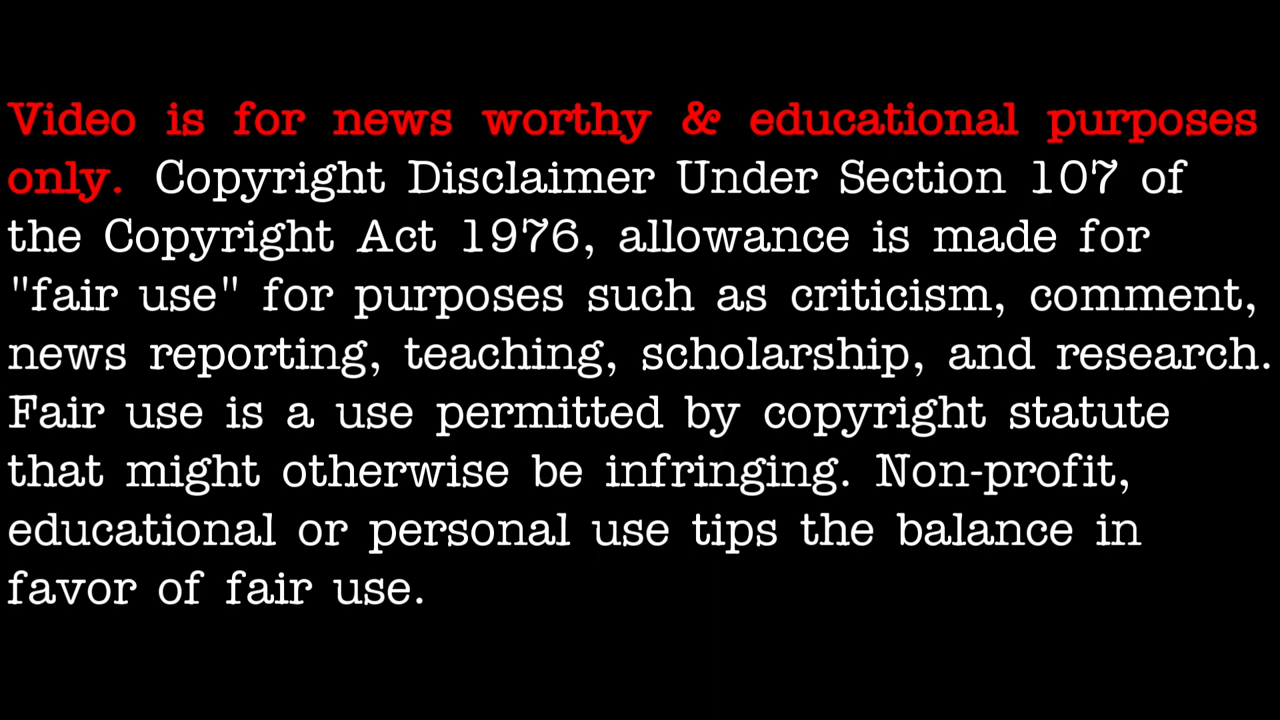 Video is for news worthy & educational purposes
only. Copyright Disclaimer Under Section 107 of
the Copyright Act 1976, allowance is made for
"fair use" for purposes such as criticism, comment,
news reporting, teaching, scholarship, and research.
Fair use is a use permitted by copyright statute
that might otherwise be infringing. Non-profit,
educational or personal use tips the balance in
favor of fair use.